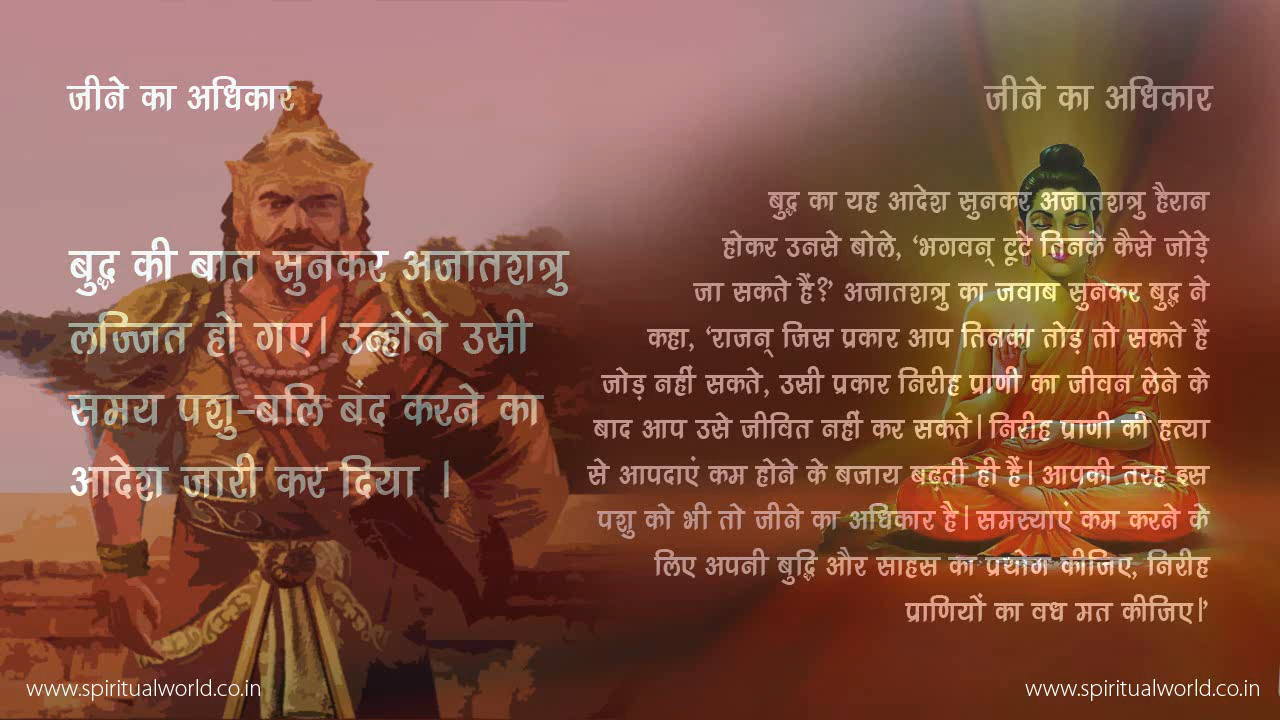 जीने का अधिकार
बुद्ध की बात सुनकर अजातशत्रु
लज्जित हो गए। उन्होंने उसी
समय पशु-बलि बंद करने का
आदेश जारी कर दिया ।
www.spiritualworld.co.in
जीने का अधिकार
बुद्ध का यह आदेश सुनकर अजातशत्रु हैरान
होकर उनसे बोले, ‘भगवन् टूटे तिनके कैसे जोड़े
जा सकते हैं?’ अजातशत्रु का जवाब सुनकर बुद्ध ने
कहा, ‘राजन् जिस प्रकार आप तिनका तोड़ तो सकते हैं
जोड़ नहीं सकते, उसी प्रकार निरीह प्राणी का जीवन लेने के
बाद आप उसे जीवित नहीं कर सकते। निरीह प्राणी की हत्या
से आपदाएं कम होने के बजाय बढ़ती ही हैं। आपकी तरह इस
पशु को भी तो जीने का अधिकार है। समस्याएं कम करने के
लिए अपनी बुद्धि और साहस का प्रयोग कीजिए, निरीह
प्राणियों का वध मत कीजिए।’
www.spiritualworld.co.in